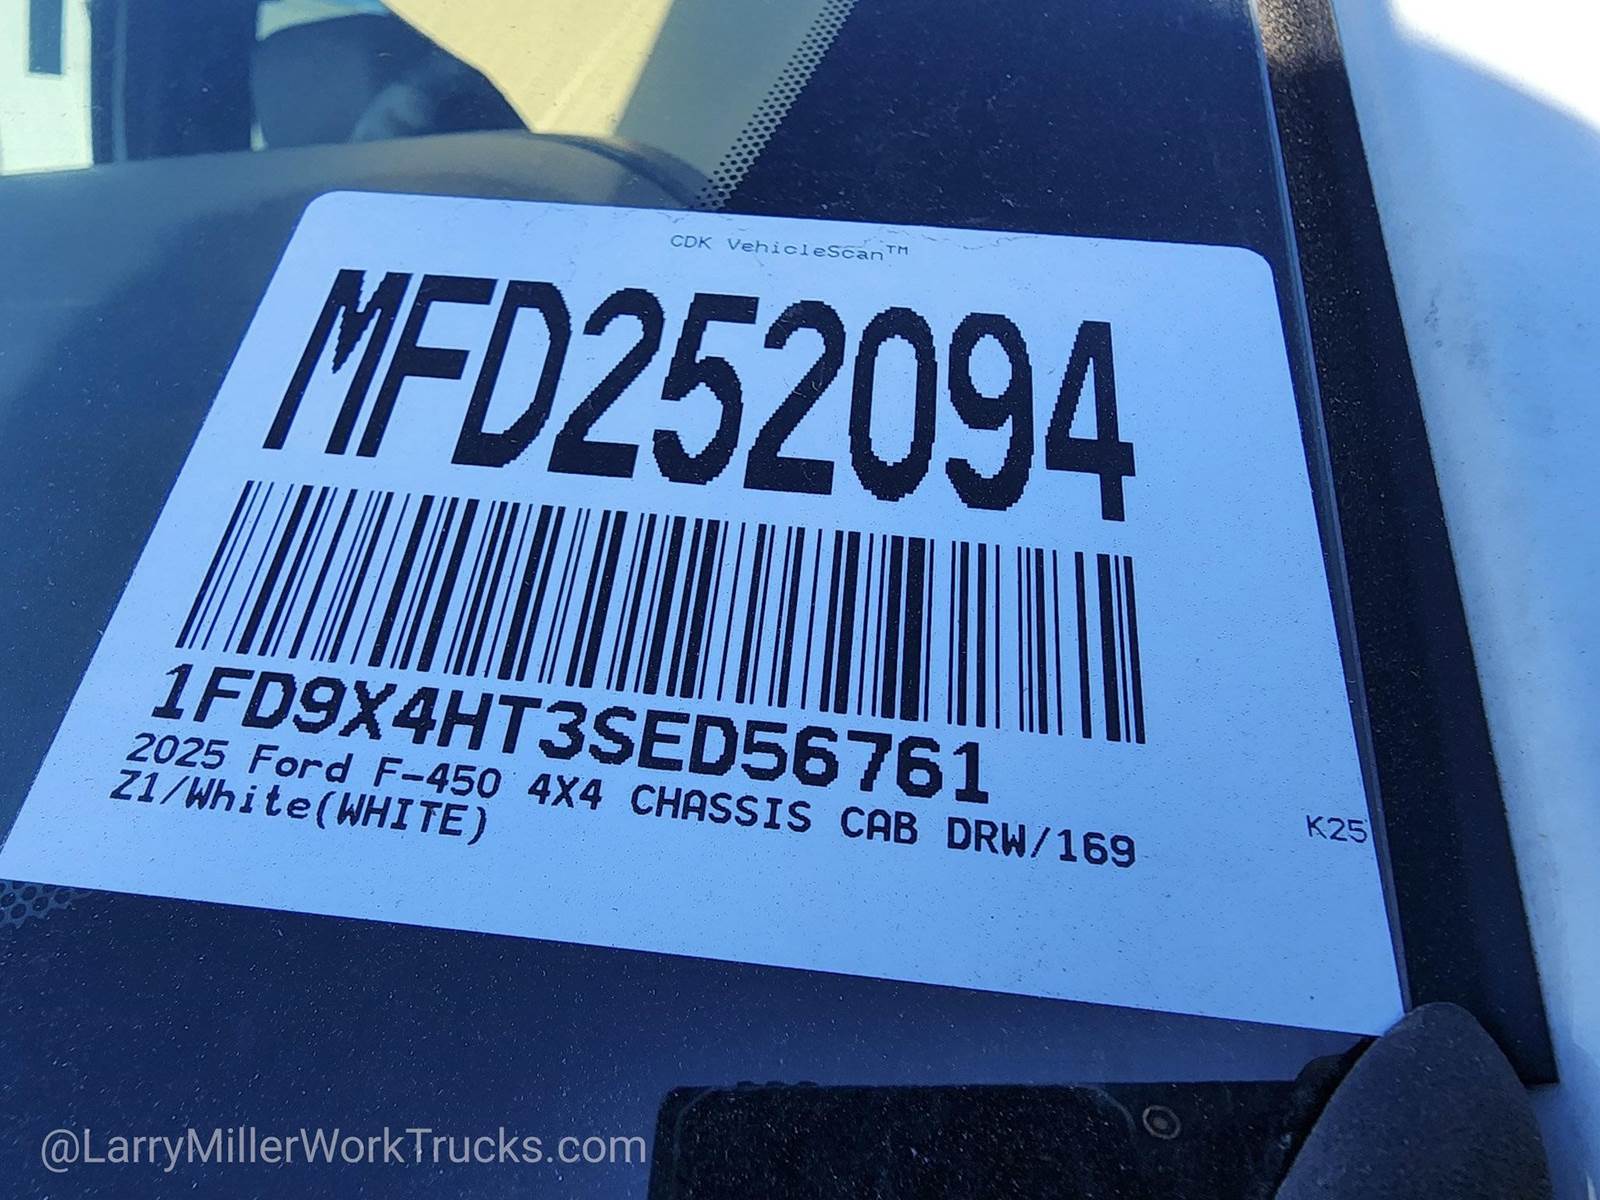 CDK VehicleScan™
MFD252094
1FD9X4HT3SED56761
2025 Ford F-450 4X4 CHASSIS CAB DRW/169
Z1/White(WHITE)
K25
@LarryMillerWorkTrucks.com